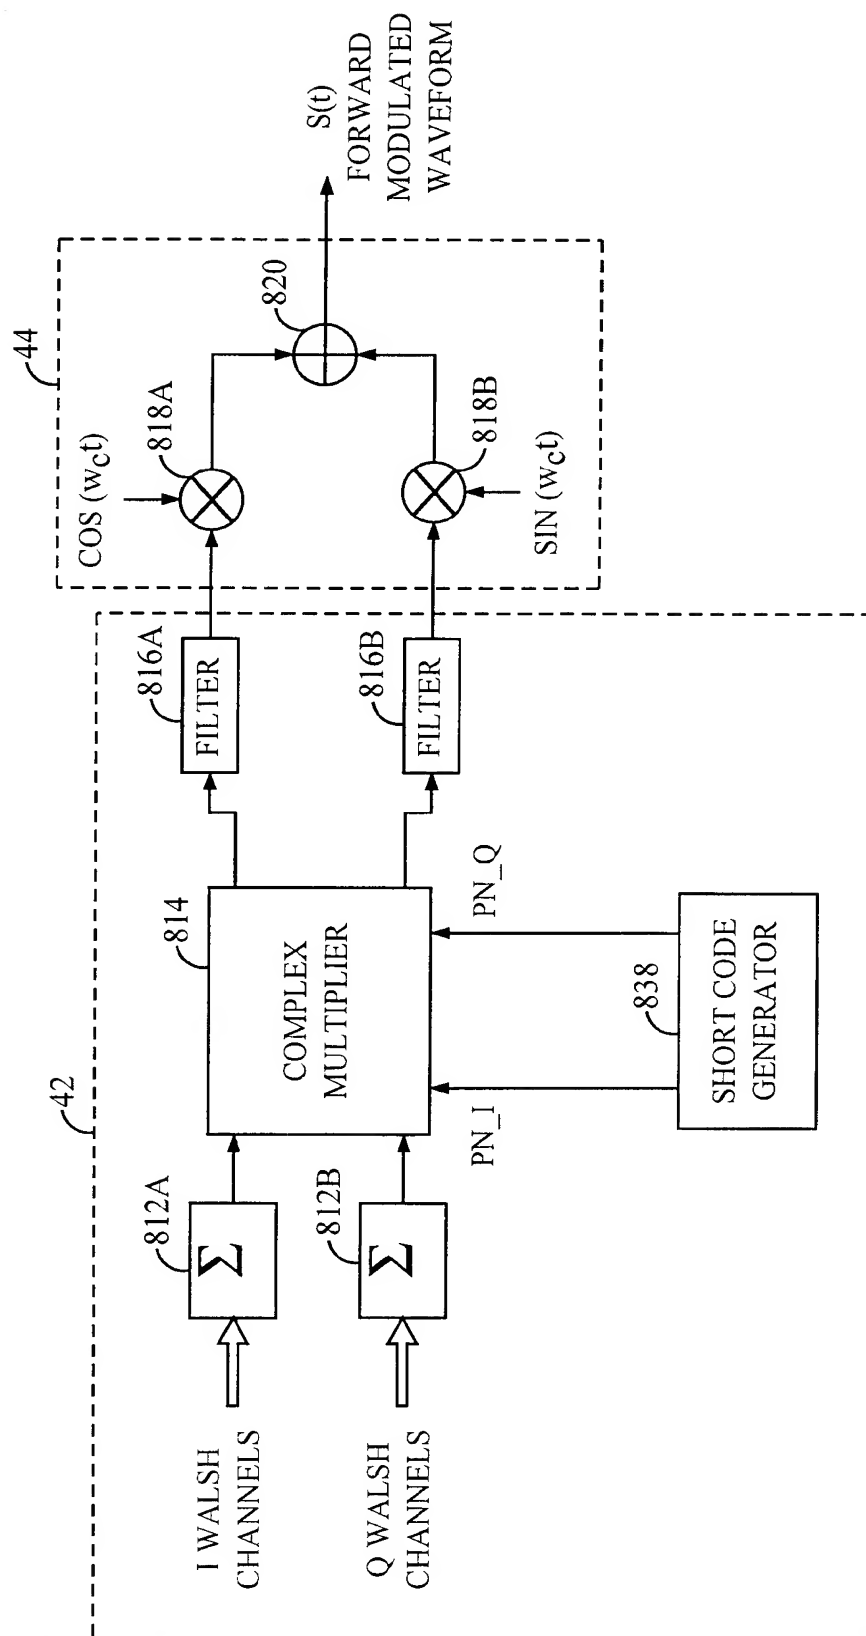 42
44
I WALSH
CHANNELS
812A
Σ
Q WALSH
CHANNELS
812B
Σ
814
COMPLEX
MULTIPLIER
PN_I
PN_Q
838
SHORT CODE
GENERATOR
816A
FILTER
816B
FILTER
COS (wct)
818A
818B
SIN (wct)
820
S(t)
FORWARD
MODULATED
WAVEFORM